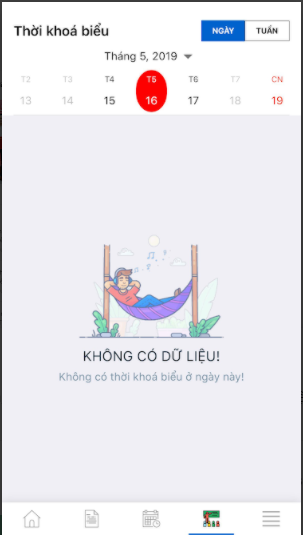 Thời khoá biểu NGÀY TUẦN
Tháng 5, 2019
T2 T3 T4 T5 T6 T7 CN
13 14 15 16 17 18 19
KHÔNG CÓ DỮ LIỆU!
Không có thời khoá biểu ở ngày này!